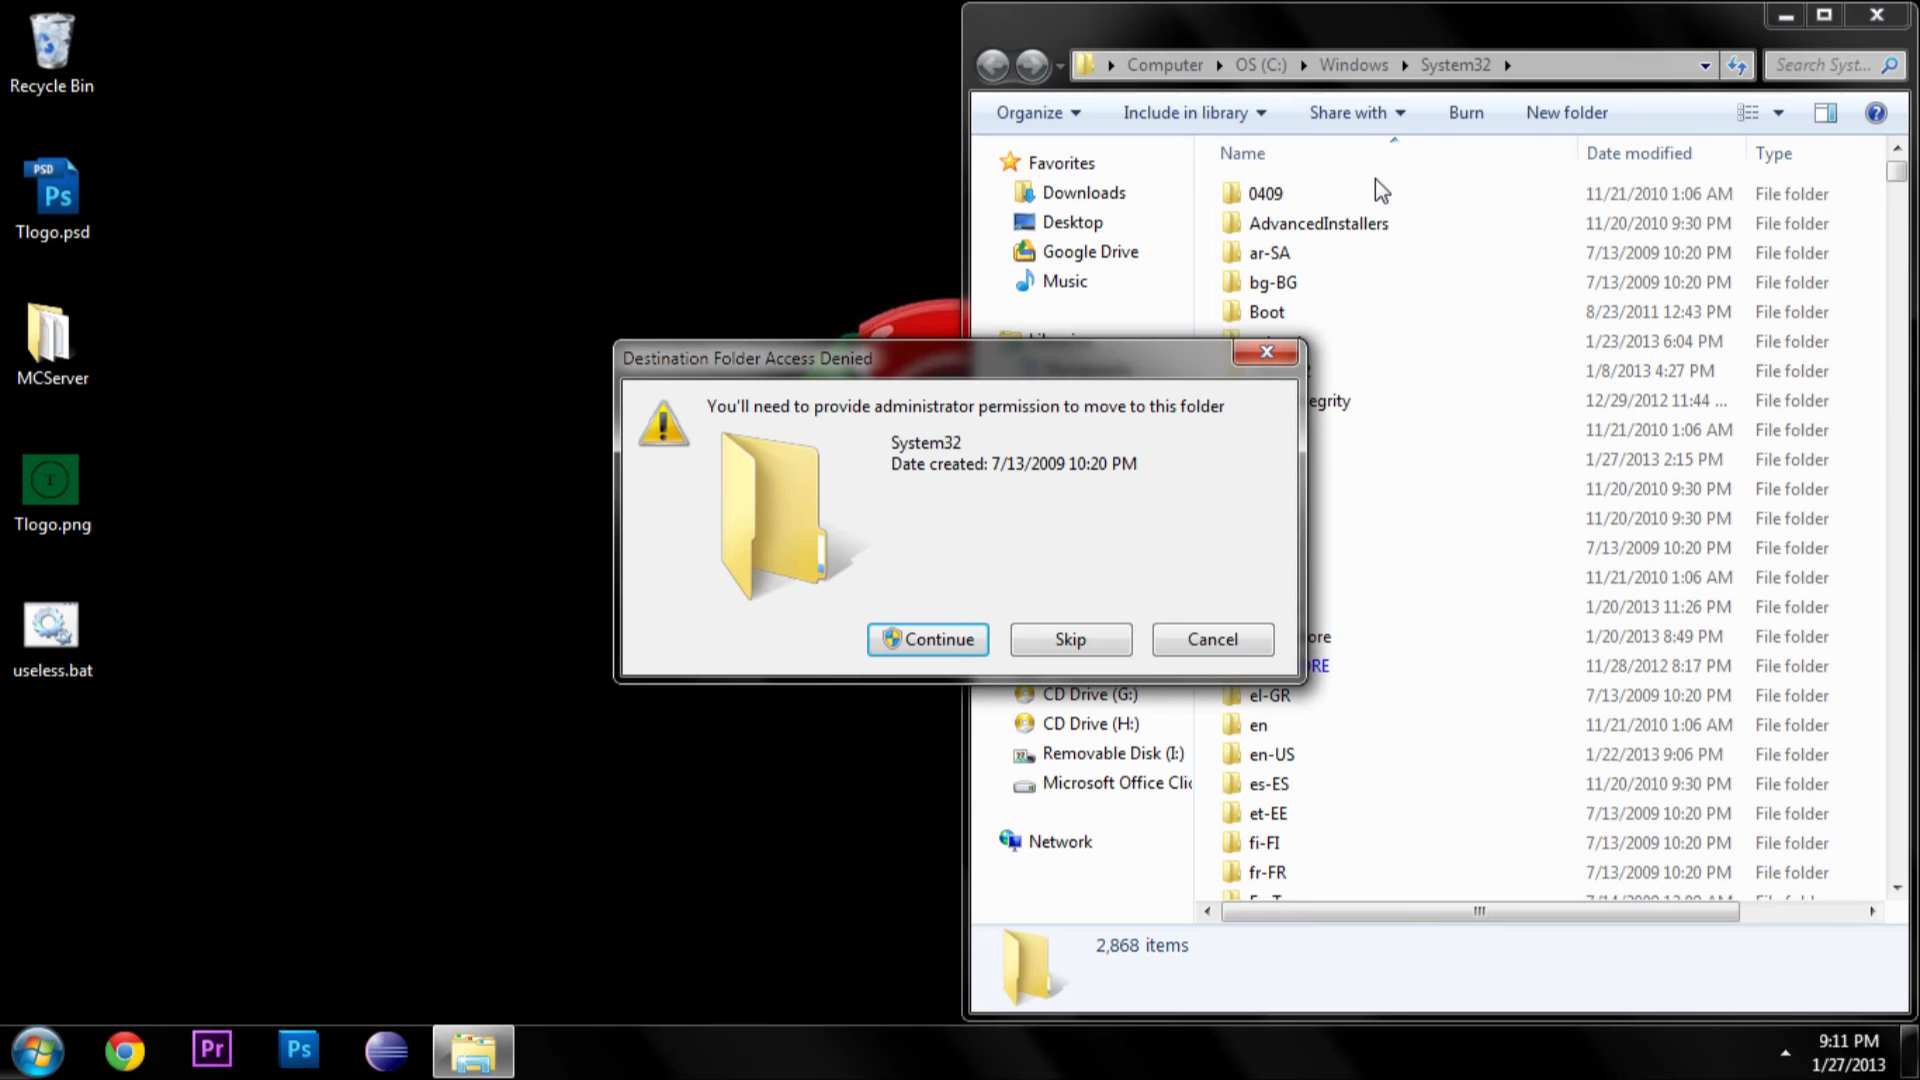 Recycle Bin
PSD
Ps
Tlogo.psd
MCServer
T
Tlogo.png
useless.bat
Computer OS (C:) Windows System32
Search Syst...
Organize Include in library Share with Burn New folder
Favorites
Downloads
Desktop
Google Drive
Music
CD Drive (G:)
CD Drive (H:)
Removable Disk (I:)
Microsoft Office Clic
Network
Name Date modified Type
0409 11/21/2010 1:06 AM File folder
AdvancedInstallers 11/20/2010 9:30 PM File folder
ar-SA 7/13/2009 10:20 PM File folder
bg-BG 7/13/2009 10:20 PM File folder
Boot 8/23/2011 12:43 PM File folder
1/23/2013 6:04 PM File folder
1/8/2013 4:27 PM File folder
egrity 12/29/2012 11:44 ... File folder
11/21/2010 1:06 AM File folder
1/27/2013 2:15 PM File folder
11/20/2010 9:30 PM File folder
11/20/2010 9:30 PM File folder
7/13/2009 10:20 PM File folder
11/21/2010 1:06 AM File folder
1/20/2013 11:26 PM File folder
ore 1/20/2013 8:49 PM File folder
RE 11/28/2012 8:17 PM File folder
el-GR 7/13/2009 10:20 PM File folder
en 11/21/2010 1:06 AM File folder
en-US 1/22/2013 9:06 PM File folder
es-ES 11/20/2010 9:30 PM File folder
et-EE 7/13/2009 10:20 PM File folder
fi-FI 7/13/2009 10:20 PM File folder
fr-FR 7/13/2009 10:20 PM File folder
2,868 items
Destination Folder Access Denied
You'll need to provide administrator permission to move to this folder
System32
Date created: 7/13/2009 10:20 PM
Continue Skip Cancel
Pr
Ps
9:11 PM
1/27/2013